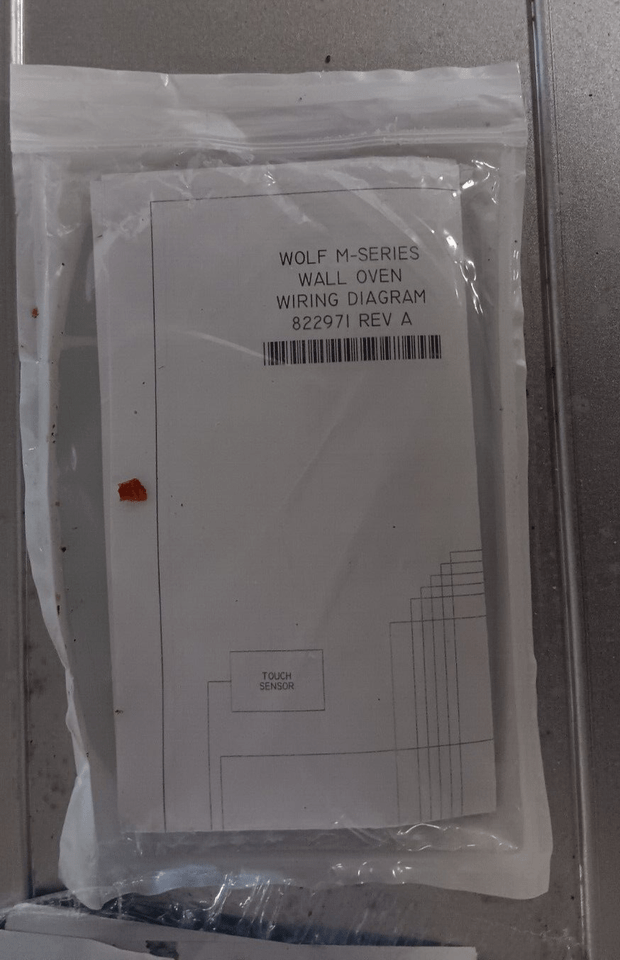 WOLF M-SERIES
WALL OVEN
WIRING DIAGRAM
822971 REV A
TOUCH
SENSOR